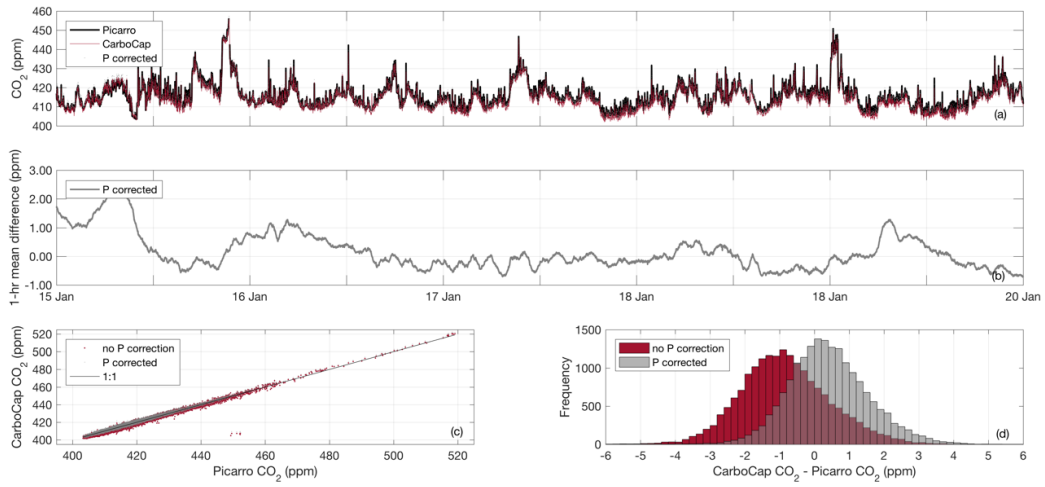 460
450
440
430
420
410
400
CO2 (ppm)
Picarro
CarboCap
P corrected
(a)
3.00
2.00
1.00
0.00
-1.00
1-hr mean difference (ppm)
P corrected
(b)
15 Jan 16 Jan 17 Jan 18 Jan 18 Jan 20 Jan
520
500
480
460
440
420
400
CarboCap CO2 (ppm)
no P correction
P corrected
1:1
(c)
400 420 440 460 480 500 520
Picarro CO2 (ppm)
1500
1000
500
0
Frequency
no P correction
P corrected
(d)
-6 -5 -4 -3 -2 -1 0 1 2 3 4 5 6
CarboCap CO2 - Picarro CO2 (ppm)